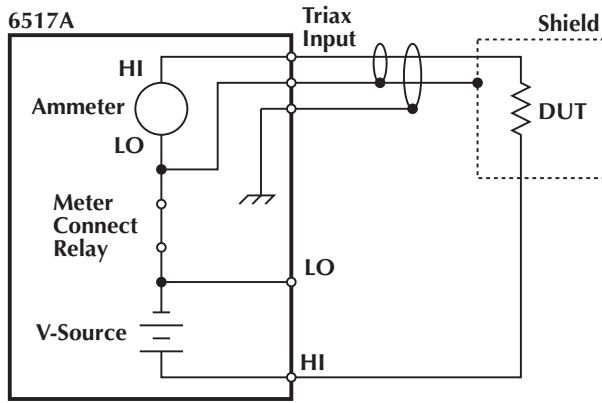 6517A
Triax
Input
Shield
HI
Ammeter
LO
DUT
Meter
Connect
Relay
LO
V-Source
HI